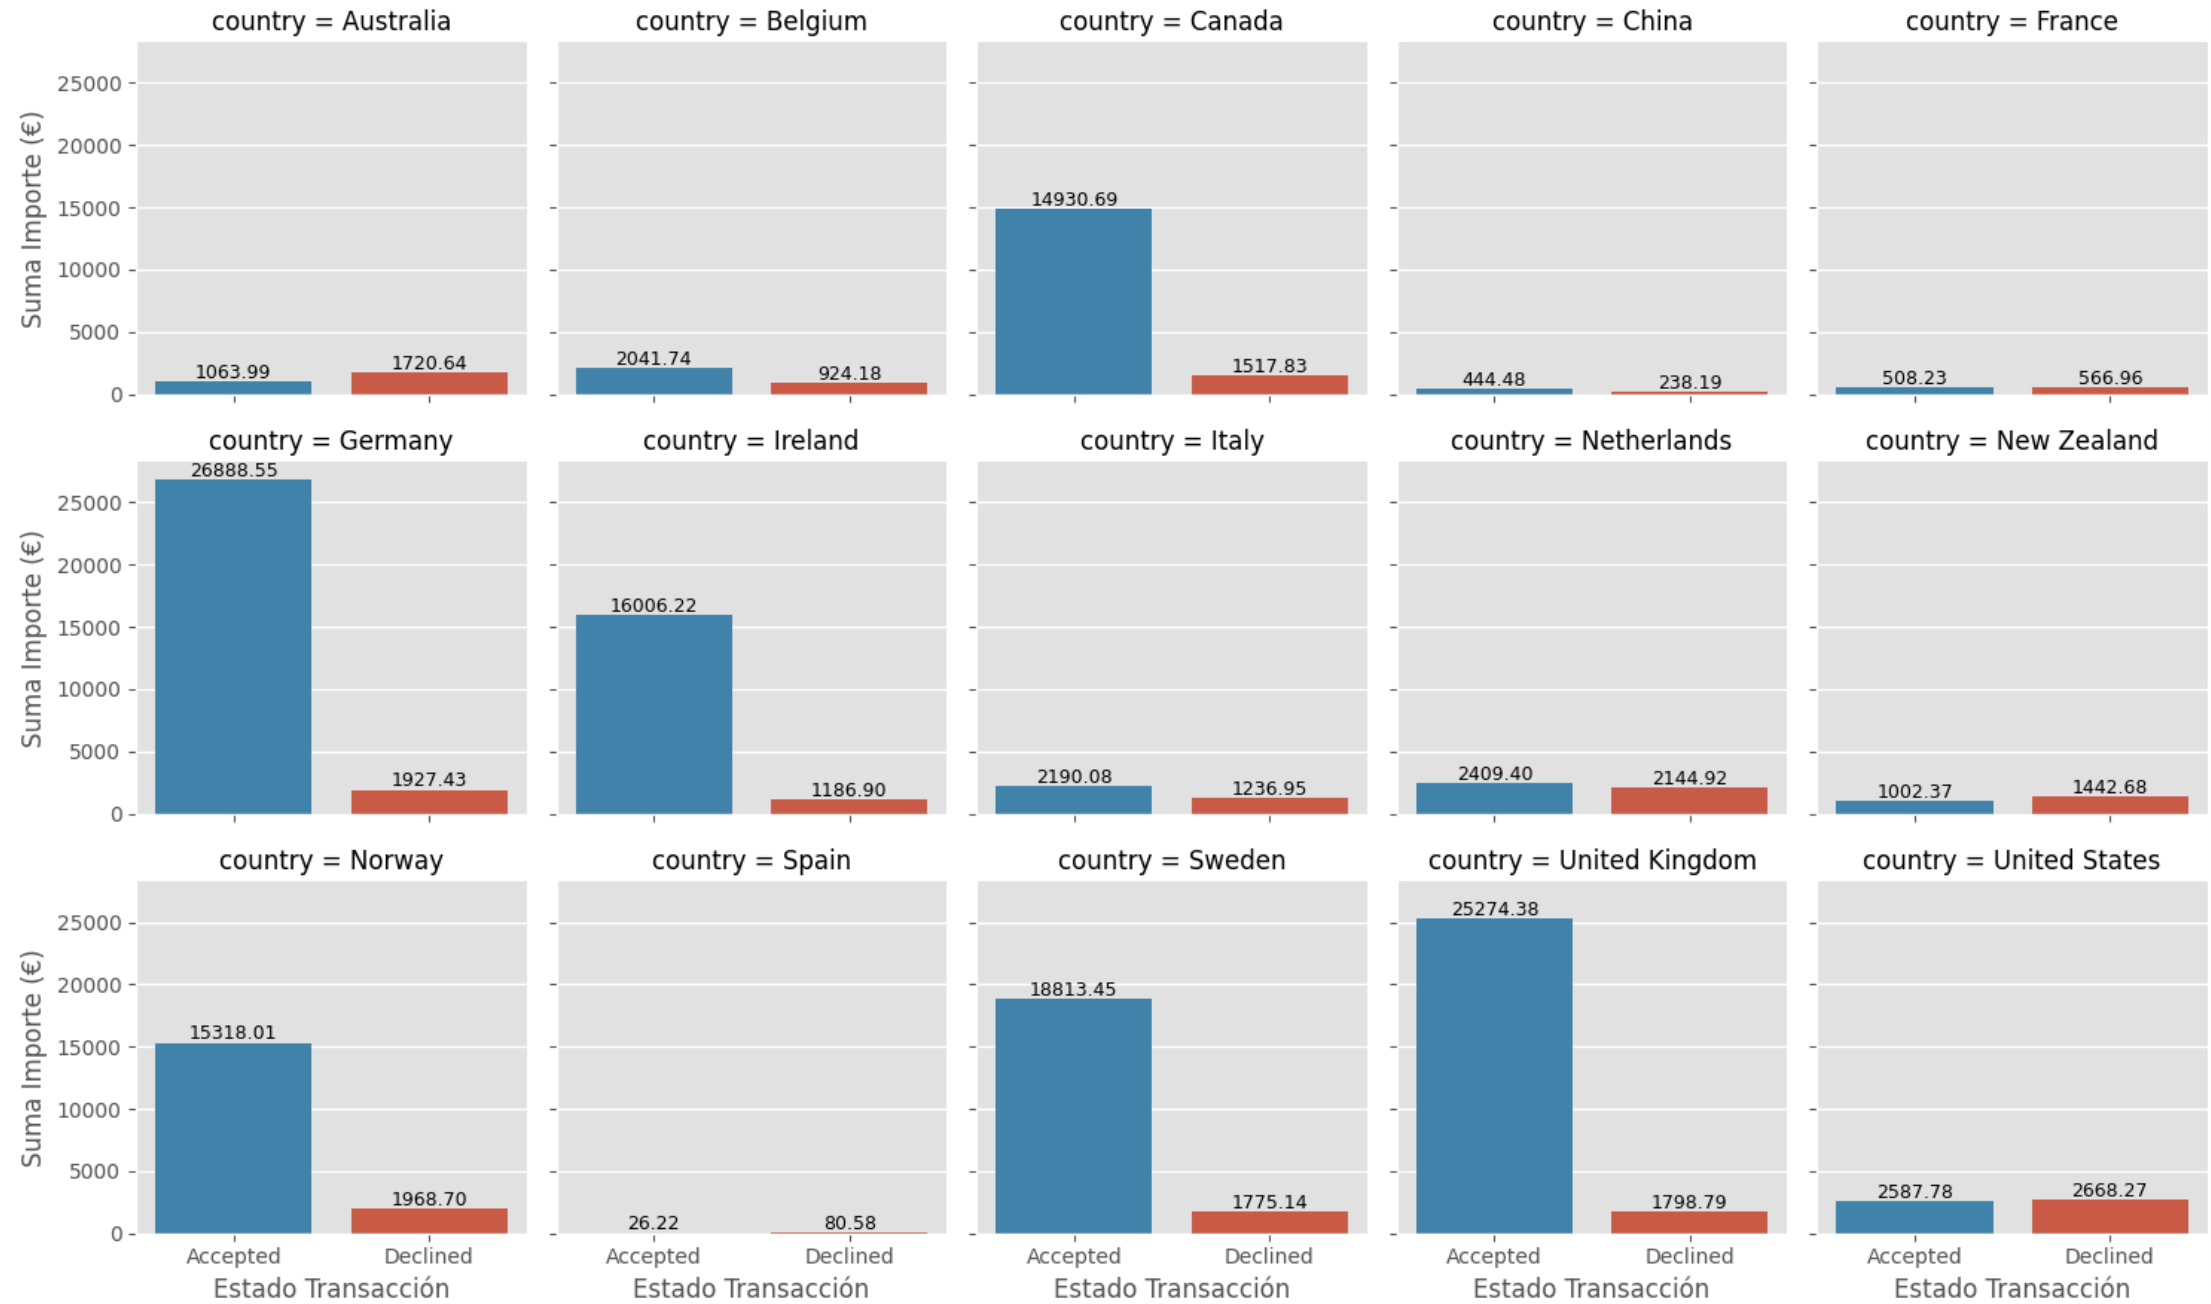 country = Australia
country = Belgium
country = Canada
country = China
country = France
Suma Importe (€)
25000
20000
15000
10000
5000
0
1063.99
1720.64
2041.74
924.18
14930.69
1517.83
444.48
238.19
508.23
566.96
country = Germany
country = Ireland
country = Italy
country = Netherlands
country = New Zealand
Suma Importe (€)
25000
20000
15000
10000
5000
0
26888.55
1927.43
16006.22
1186.90
2190.08
1236.95
2409.40
2144.92
1002.37
1442.68
country = Norway
country = Spain
country = Sweden
country = United Kingdom
country = United States
Suma Importe (€)
25000
20000
15000
10000
5000
0
15318.01
1968.70
26.22
80.58
18813.45
1775.14
25274.38
1798.79
2587.78
2668.27
Accepted
Declined
Accepted
Declined
Accepted
Declined
Accepted
Declined
Accepted
Declined
Estado Transacción
Estado Transacción
Estado Transacción
Estado Transacción
Estado Transacción